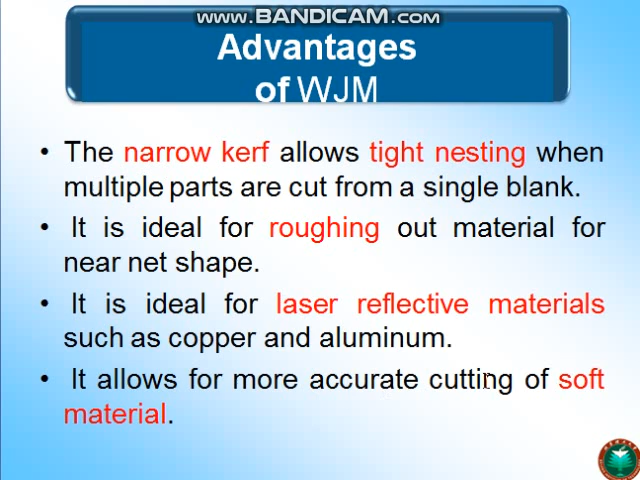 www.BANDICAM.com
Advantages
of WJM
• The narrow kerf allows tight nesting when
multiple parts are cut from a single blank.
• It is ideal for roughing out material for
near net shape.
• It is ideal for laser reflective materials
such as copper and aluminum.
• It allows for more accurate cutting of soft
material.